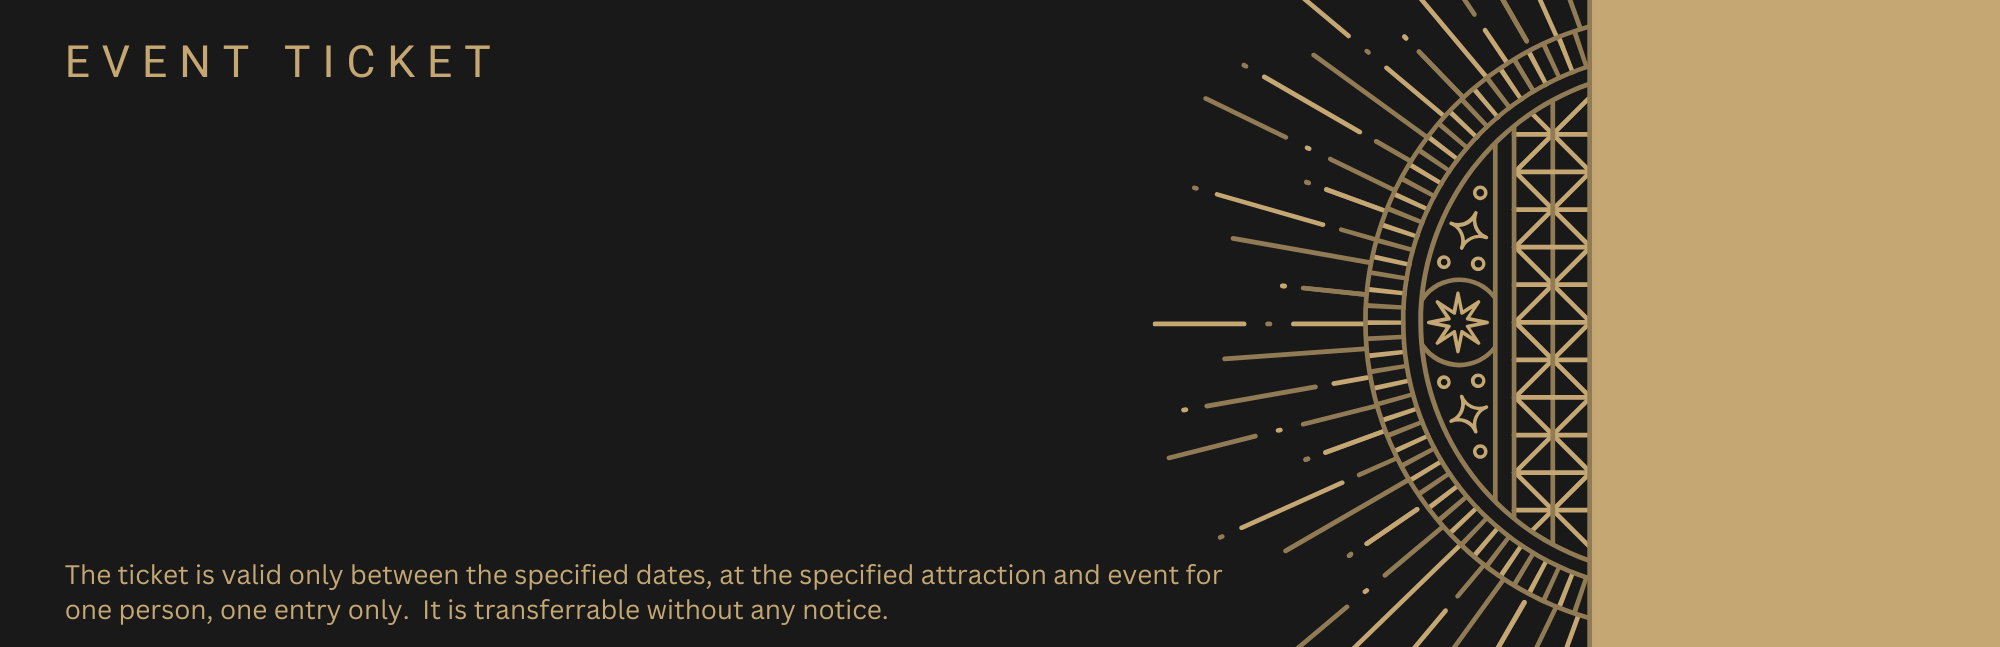 EVENT TICKET
The ticket is valid only between the specified dates, at the specified attraction and event for
one person, one entry only.  It is transferrable without any notice.